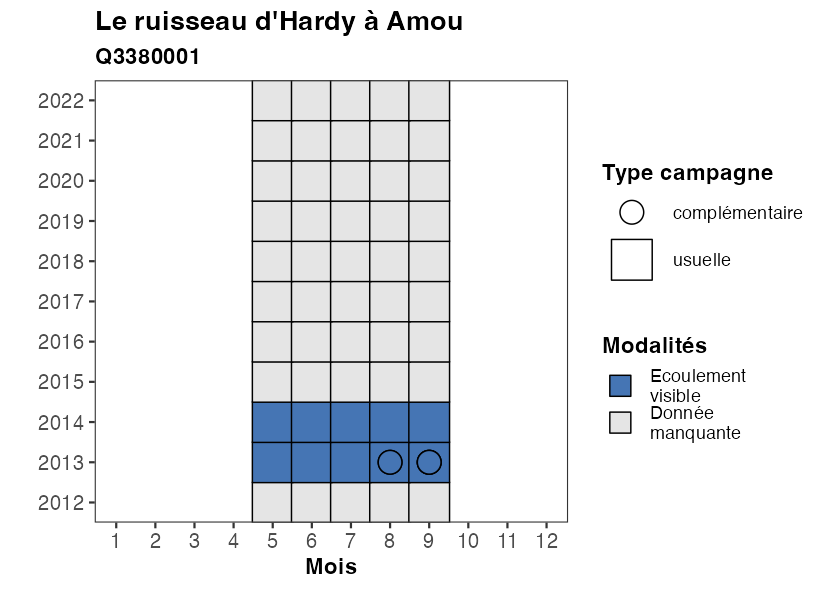 Le ruisseau d'Hardy à Amou
Q3380001
2022
2021
2020
2019
2018
2017
2016
2015
2014
2013
2012
1 2 3 4 5 6 7 8 9 10 11 12
Mois
Type campagne
complémentaire
usuelle
Modalités
Ecoulement
visible
Donnée
manquante